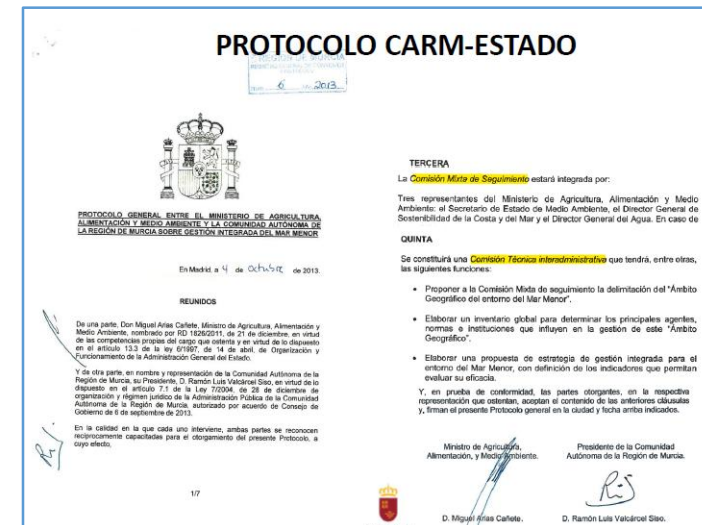 PROTOCOLO CARM-ESTADO
6
2013
PROTOCOLO GENERAL ENTRE EL MINISTERIO DE AGRICULTURA,
ALIMENTACIÓN Y MEDIO AMBIENTE Y LA COMUNIDAD AUTÓNOMA DE
LA REGIÓN DE MURCIA SOBRE GESTIÓN INTEGRADA DEL MAR MENOR
En Madrid, a 4 de Octubre de 2013.
REUNIDOS
De una parte, Don Miguel Arias Cañete, Ministro de Agricultura, Alimentación y
Medio Ambiente, nombrado por RD 1826/2011, de 21 de diciembre, en virtud
de las competencias propias del cargo que ostenta y en virtud de lo dispuesto
en el artículo 13.3 de la ley 6/1997, de 14 de abril, de Organización y
Funcionamiento de la Administración General del Estado.
Y de otra parte, en nombre y representación de la Comunidad Autónoma de la
Región de Murcia, su Presidente, D. Ramón Luis Valcárcel Siso, en virtud de lo
dispuesto en el artículo 7.1 de la Ley 7/2004, de 28 de diciembre de
organización y régimen jurídico de la Administración Pública de la Comunidad
Autónoma de la Región de Murcia, autorizado por acuerdo de Consejo de
Gobierno de 6 de septiembre de 2013.
En la calidad en la que cada uno interviene, ambas partes se reconocen
recíprocamente capacitadas para el otorgamiento del presente Protocolo, a
cuyo efecto,
1/7
TERCERA
La Comisión Mixta de Seguimiento estará integrada por:
Tres representantes del Ministerio de Agricultura, Alimentación y Medio
Ambiente: el Secretario de Estado de Medio Ambiente, el Director General de
Sostenibilidad de la Costa y del Mar y el Director General del Agua. En caso de
QUINTA
Se constituirá una Comisión Técnica interadministrativa que tendrá, entre otras,
las siguientes funciones:
• Proponer a la Comisión Mixta de seguimiento la delimitación del "Ámbito
Geográfico del entorno del Mar Menor".
• Elaborar un inventario global para determinar los principales agentes,
normas e instituciones que influyen en la gestión de este "Ámbito
Geográfico".
• Elaborar una propuesta de estrategia de gestión integrada para el
entorno del Mar Menor, con definición de los indicadores que permitan
evaluar su eficacia.
Y, en prueba de conformidad, las partes otorgantes, en la respectiva
representación que ostentan, aceptan el contenido de las anteriores cláusulas
y, firman el presente Protocolo general en la ciudad y fecha arriba indicados.
Ministro de Agricultura,
Alimentación, y Medio Ambiente.
Presidente de la Comunidad
Autónoma de la Región de Murcia.
D. Miguel Arias Cañete.
D. Ramón Luis Valcárcel Siso.